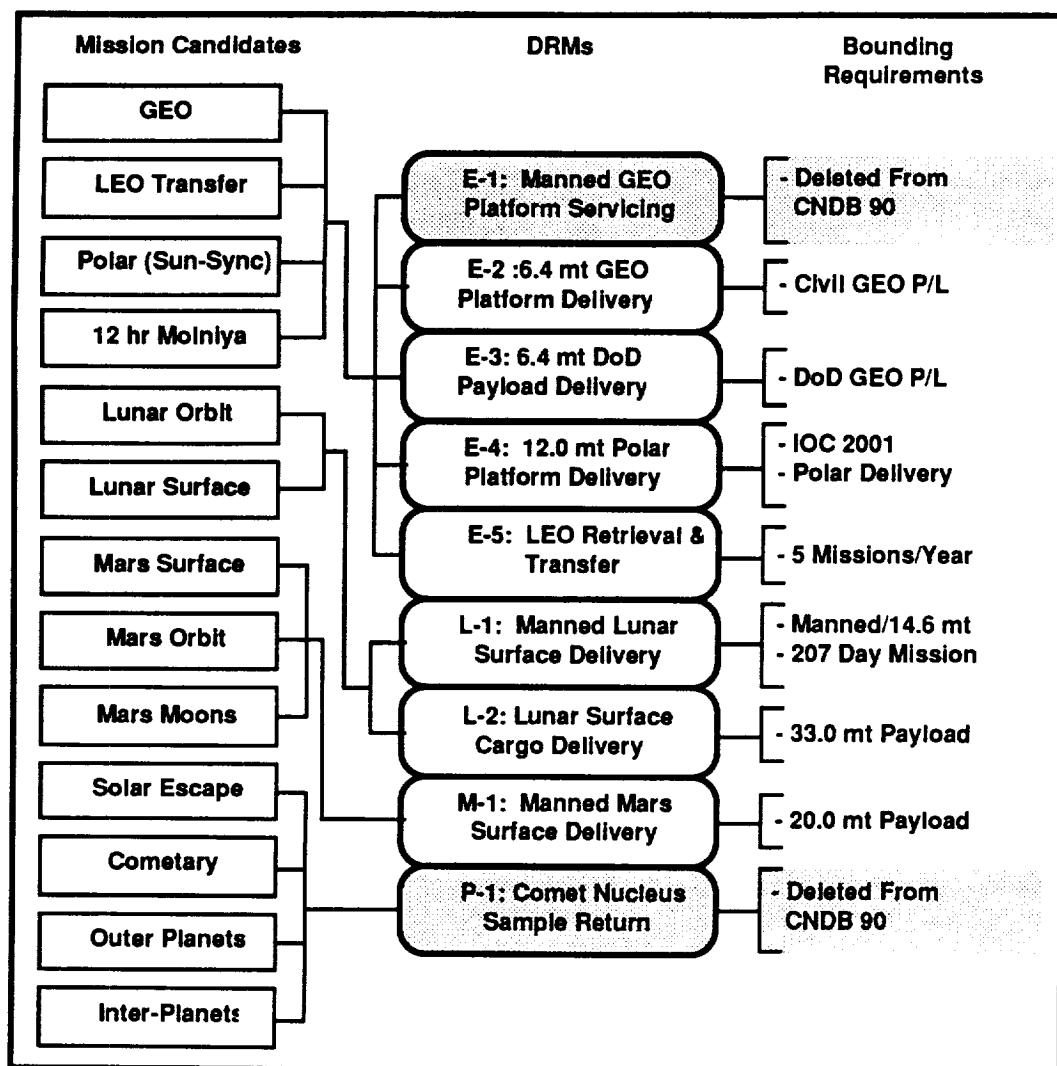 Mission Candidates
DRMs
Bounding
Requirements
GEO
LEO Transfer
Polar (Sun-Sync)
12 hr Molniya
Lunar Orbit
Lunar Surface
Mars Surface
Mars Orbit
Mars Moons
Solar Escape
Cometary
Outer Planets
Inter-Planets
E-1: Manned GEO
Platform Servicing
E-2 :6.4 mt GEO
Platform Delivery
E-3: 6.4 mt DoD
Payload Delivery
E-4: 12.0 mt Polar
Platform Delivery
E-5: LEO Retrieval &
Transfer
L-1: Manned Lunar
Surface Delivery
L-2: Lunar Surface
Cargo Delivery
M-1: Manned Mars
Surface Delivery
P-1: Comet Nucleus
Sample Return
- Deleted From
CNDB 90
- Civil GEO P/L
- DoD GEO P/L
- IOC 2001
- Polar Delivery
- 5 Missions/Year
- Manned/14.6 mt
- 207 Day Mission
- 33.0 mt Payload
- 20.0 mt Payload
- Deleted From
CNDB 90